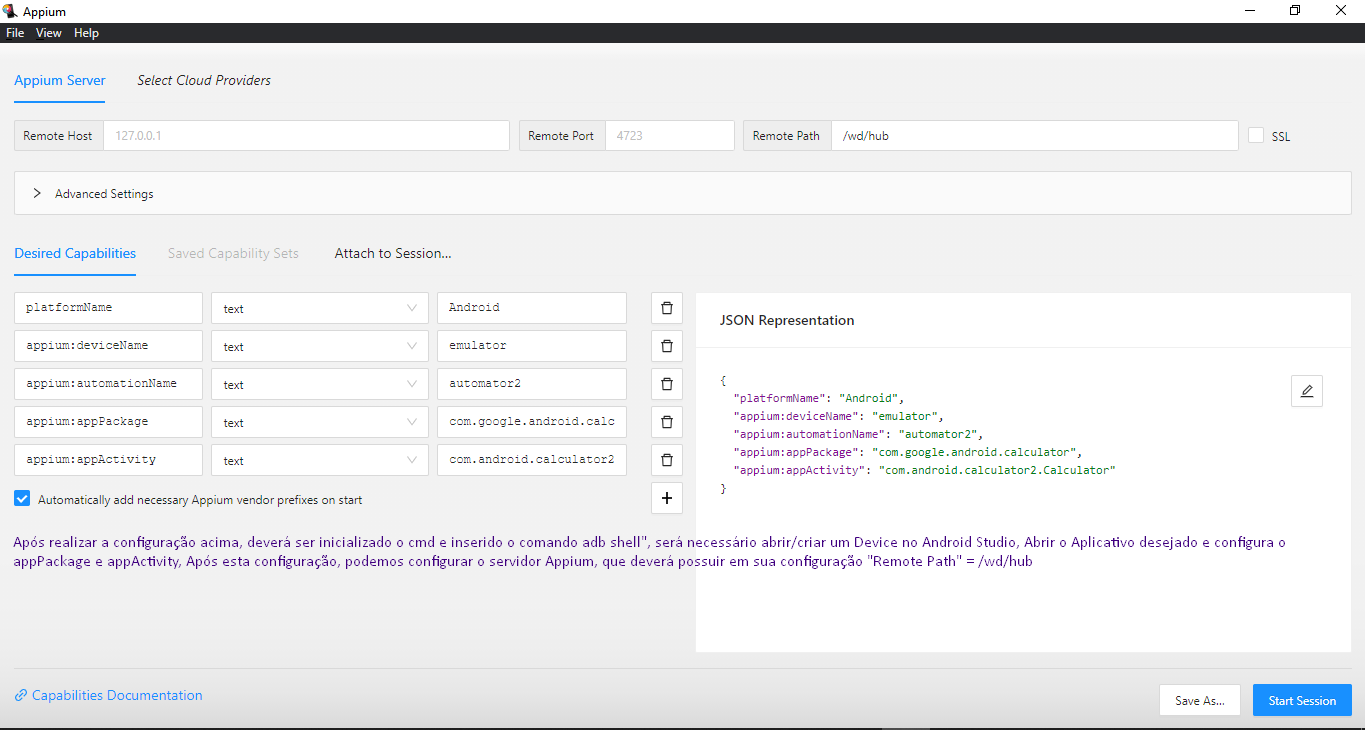 Appium
File View Help
Appium Server Select Cloud Providers
Remote Host 127.0.0.1 Remote Port 4723 Remote Path /wd/hub SSL
Advanced Settings
Desired Capabilities Saved Capability Sets Attach to Session...
platformName text Android
appium:deviceName text emulator
appium:automationName text automator2
appium:appPackage text com.google.android.calc
appium:appActivity text com.android.calculator2
Automatically add necessary Appium vendor prefixes on start
JSON Representation
{
"platformName": "Android",
"appium:deviceName": "emulator",
"appium:automationName": "automator2",
"appium:appPackage": "com.google.android.calculator",
"appium:appActivity": "com.android.calculator2.Calculator"
}
Após realizar a configuração acima, deverá ser inicializado o cmd e inserido o comando adb shell", será necessário abrir/criar um Device no Android Studio, Abrir o Aplicativo desejado e configura o
appPackage e appActivity, Após esta configuração, podemos configurar o servidor Appium, que deverá possuir em sua configuração "Remote Path" = /wd/hub
Capabilities Documentation
Save As... Start Session